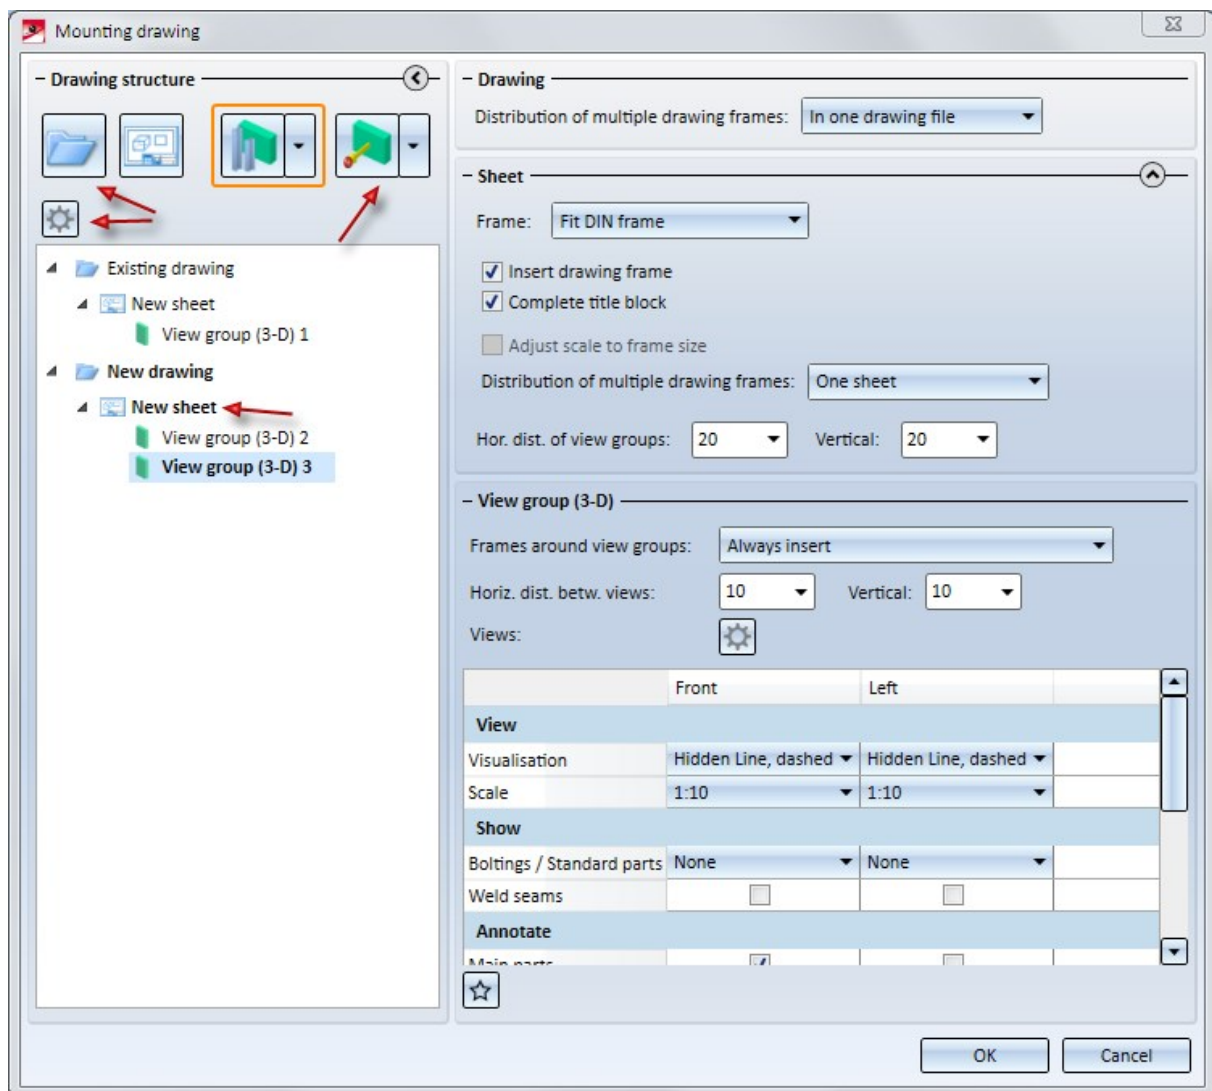 Mounting drawing
Drawing structure
Existing drawing
New sheet
View group (3-D) 1
New drawing
New sheet
View group (3-D) 2
View group (3-D) 3
Drawing
Distribution of multiple drawing frames: In one drawing file
Sheet
Frame: Fit DIN frame
Insert drawing frame
Complete title block
Adjust scale to frame size
Distribution of multiple drawing frames: One sheet
Hor. dist. of view groups: 20 Vertical: 20
View group (3-D)
Frames around view groups: Always insert
Horiz. dist. betw. views: 10 Vertical: 10
Views:
Front Left
View
Visualisation Hidden Line, dashed Hidden Line, dashed
Scale 1:10 1:10
Show
Boltings / Standard parts None None
Weld seams
Annotate
Main parts
OK Cancel